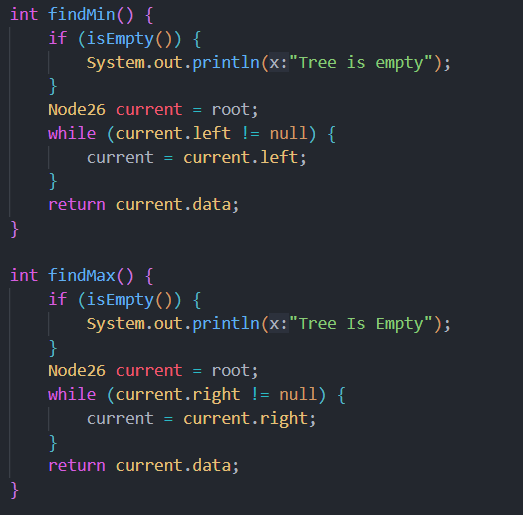 int findMin() {
    if (isEmpty()) {
        System.out.println(x:"Tree is empty");
    }
    Node26 current = root;
    while (current.left != null) {
        current = current.left;
    }
    return current.data;
}

int findMax() {
    if (isEmpty()) {
        System.out.println(x:"Tree Is Empty");
    }
    Node26 current = root;
    while (current.right != null) {
        current = current.right;
    }
    return current.data;
}